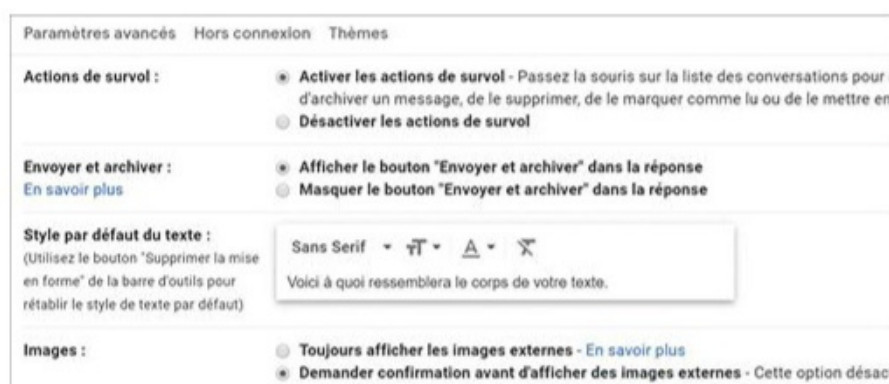 Paramètres avancés Hors connexion Thèmes
Actions de survol :
Activer les actions de survol - Passez la souris sur la liste des conversations pour
d'archiver un message, de le supprimer, de le marquer comme lu ou de le mettre en
Désactiver les actions de survol
Envoyer et archiver :
En savoir plus
Afficher le bouton "Envoyer et archiver" dans la réponse
Masquer le bouton "Envoyer et archiver" dans la réponse
Style par défaut du texte :
(Utilisez le bouton "Supprimer la mise
en forme" de la barre d'outils pour
rétablir le style de texte par défaut)
Sans Serif
Voici à quoi ressemblera le corps de votre texte.
Images :
Toujours afficher les images externes - En savoir plus
Demander confirmation avant d'afficher des images externes - Cette option